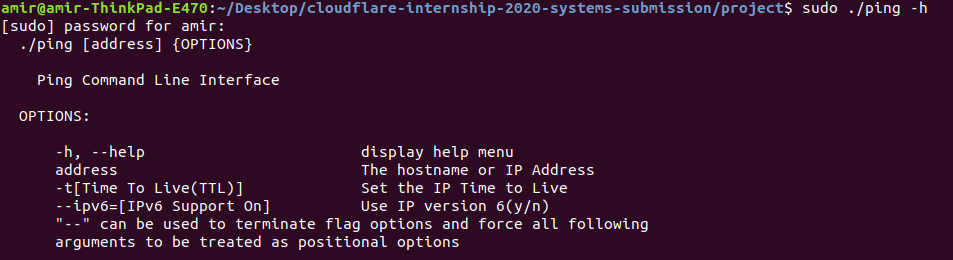 amir@amir-ThinkPad-E470:~/Desktop/cloudflare-internship-2020-systems-submission/project$ sudo ./ping -h
[sudo] password for amir:
./ping [address] {OPTIONS}
Ping Command Line Interface
OPTIONS:
-h, --help display help menu
address The hostname or IP Address
-t[Time To Live(TTL)] Set the IP Time to Live
--ipv6=[IPv6 Support On] Use IP version 6(y/n)
"--" can be used to terminate flag options and force all following
arguments to be treated as positional options